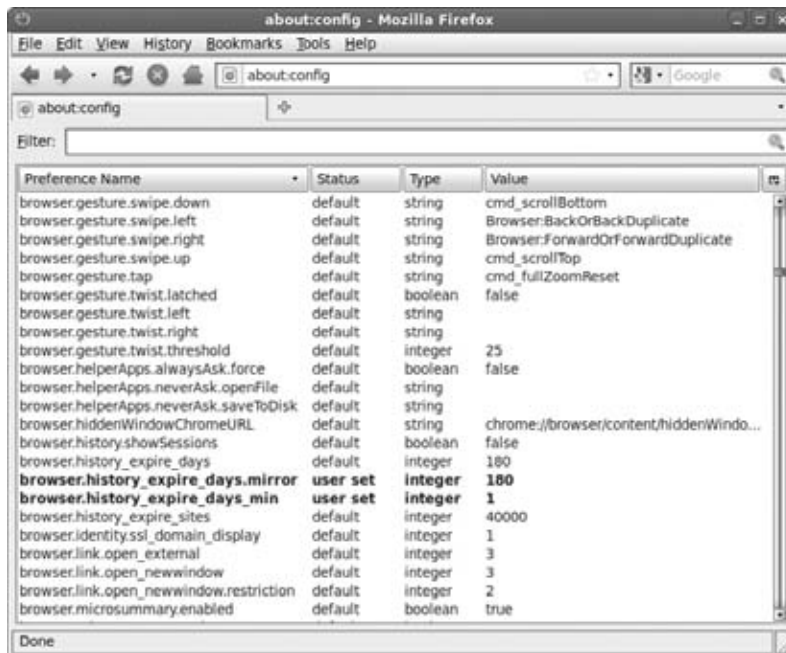 about:config - Mozilla Firefox
File Edit View History Bookmarks Tools Help
about:config Google
about:config
Filter:
Preference Name Status Type Value
browser.gesture.swipe.down default string cmd_scrollBottom
browser.gesture.swipe.left default string Browser:BackOrBackDuplicate
browser.gesture.swipe.right default string Browser:ForwardOrForwardDuplicate
browser.gesture.swipe.up default string cmd_scrollTop
browser.gesture.tap default string cmd_fullZoomReset
browser.gesture.twist.latched default boolean false
browser.gesture.twist.left default string
browser.gesture.twist.right default string
browser.gesture.twist.threshold default integer 25
browser.helperApps.alwaysAsk.force default boolean false
browser.helperApps.neverAsk.openFile default string
browser.helperApps.neverAsk.saveToDisk default string
browser.hiddenWindowChromeURL default string chrome://browser/content/hiddenWindo...
browser.history.showSessions default boolean false
browser.history_expire_days default integer 180
browser.history_expire_days.mirror user set integer 180
browser.history_expire_days_min user set integer 1
browser.history_expire_sites default integer 40000
browser.identity.ssl_domain_display default integer 1
browser.link.open_external default integer 3
browser.link.open_newwindow default integer 3
browser.link.open_newwindow.restriction default integer 2
browser.microsummary.enabled default boolean true
Done